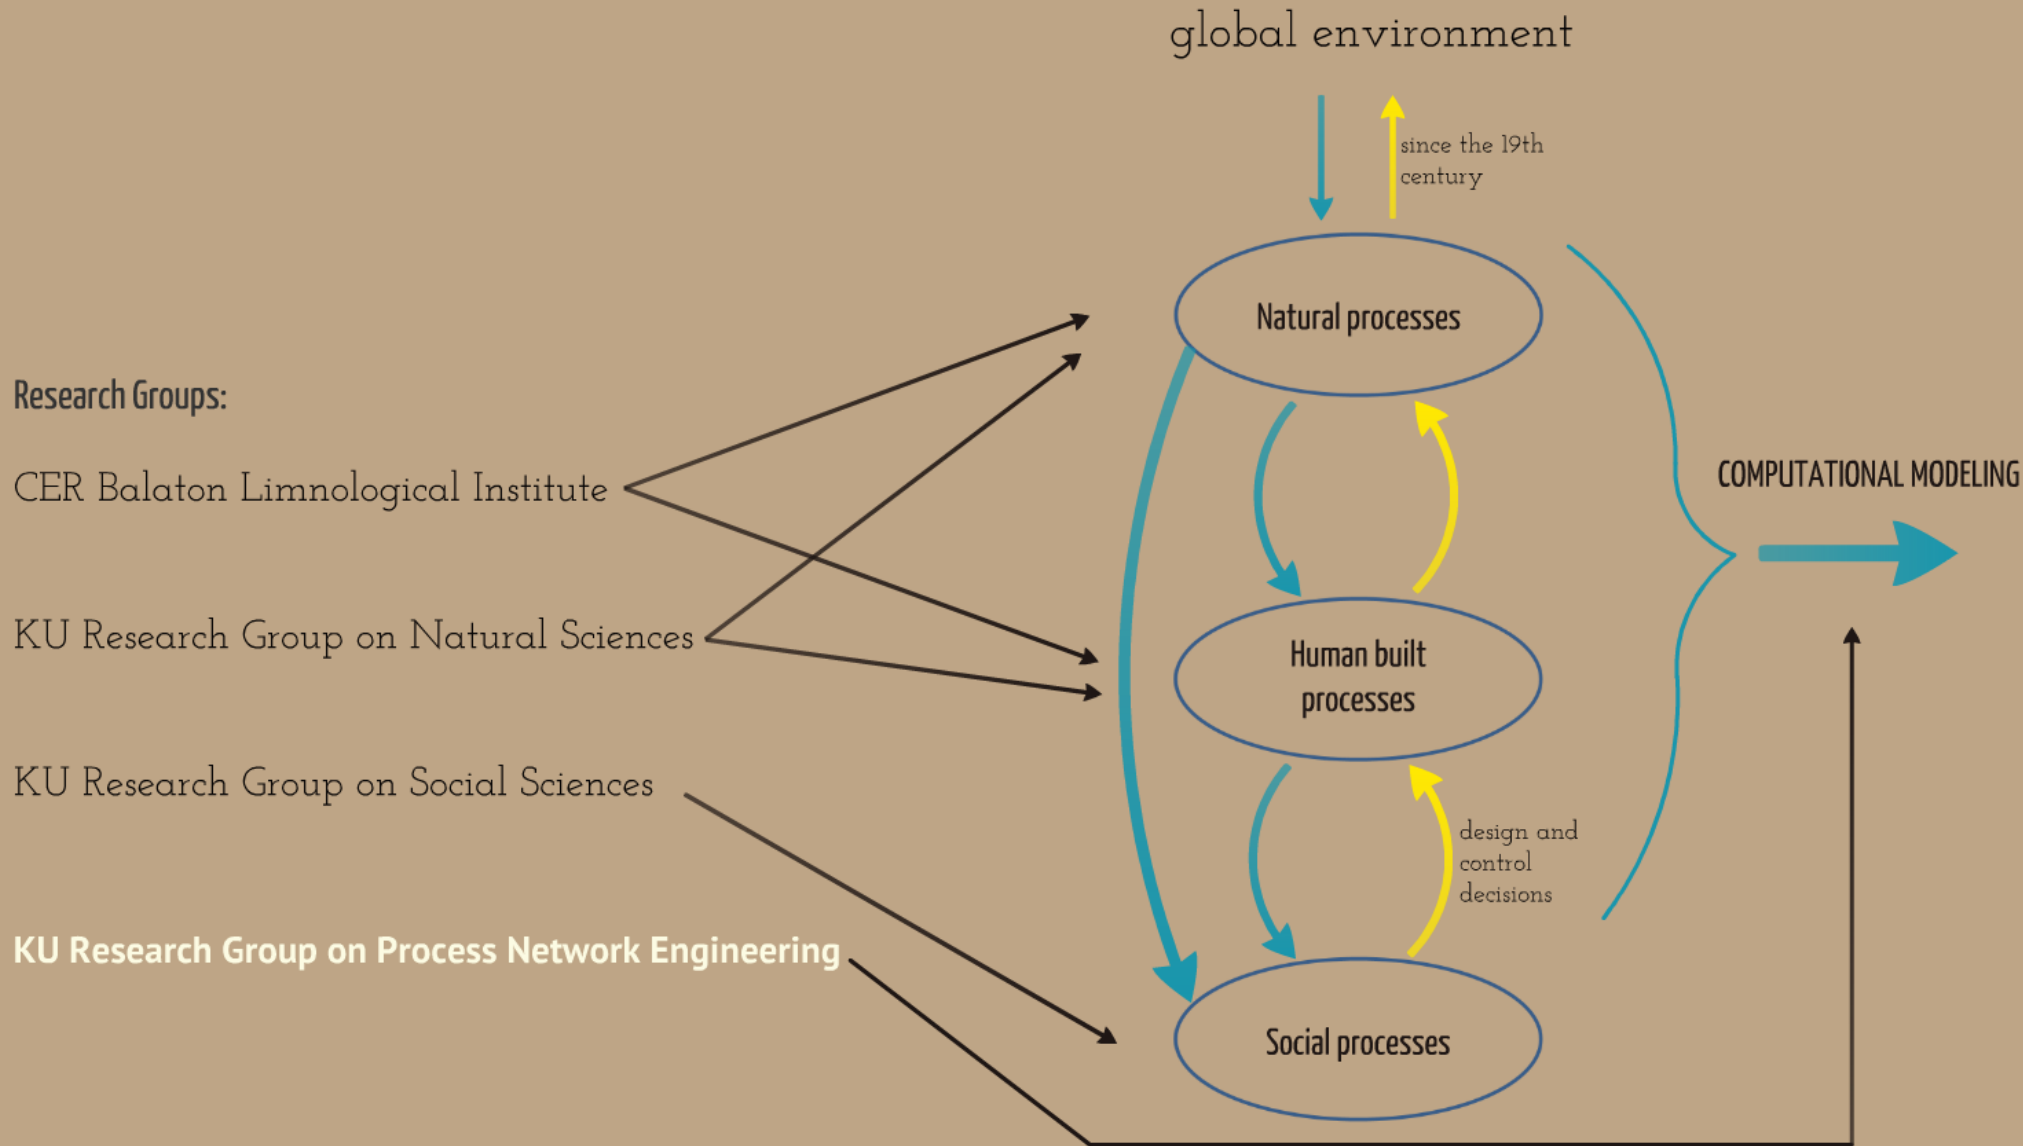 global environment
since the 19th
century
Natural processes
Research Groups:
CER Balaton Limnological Institute
COMPUTATIONAL MODELING
KU Research Group on Natural Sciences
Human built
processes
KU Research Group on Social Sciences
design and
control
decisions
KU Research Group on Process Network Engineering
Social processes